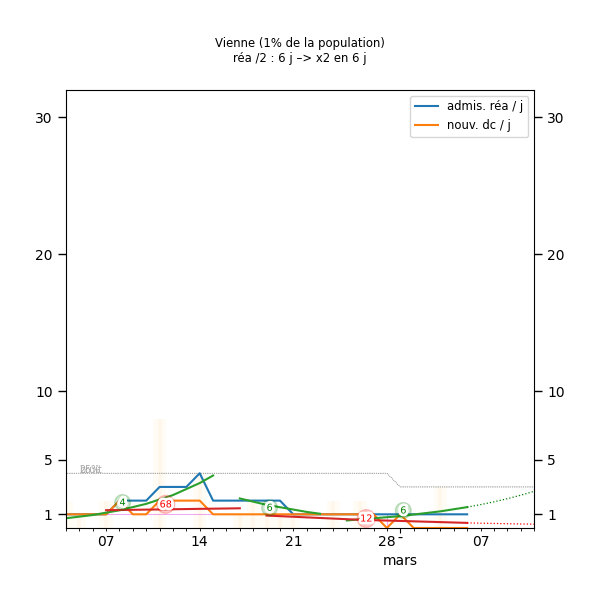 Vienne (1% de la population)
réa /2 : 6 j –> x2 en 6 j
admis. réa / j
nouv. dc / j
30 30
20 20
10 10
5 5
4 68 6 12 6
1 1
07 14 21 28 07
mars